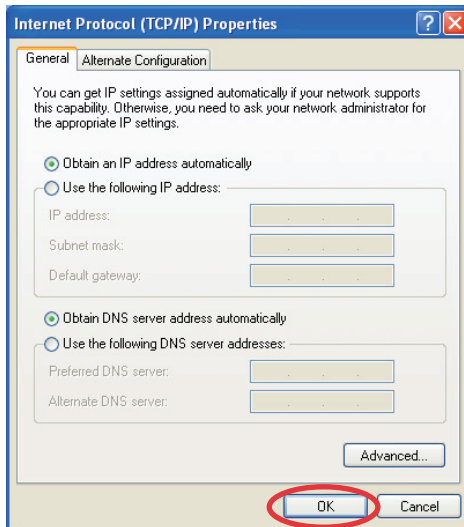 Internet Protocol (TCP/IP) Properties
General
Alternate Configuration
You can get IP settings assigned automatically if your network supports
this capability. Otherwise, you need to ask your network administrator for
the appropriate IP settings.
Obtain an IP address automatically
Use the following IP address:
IP address:
Subnet mask:
Default gateway:
Obtain DNS server address automatically
Use the following DNS server addresses:
Preferred DNS server:
Alternate DNS server:
Advanced...
OK
Cancel